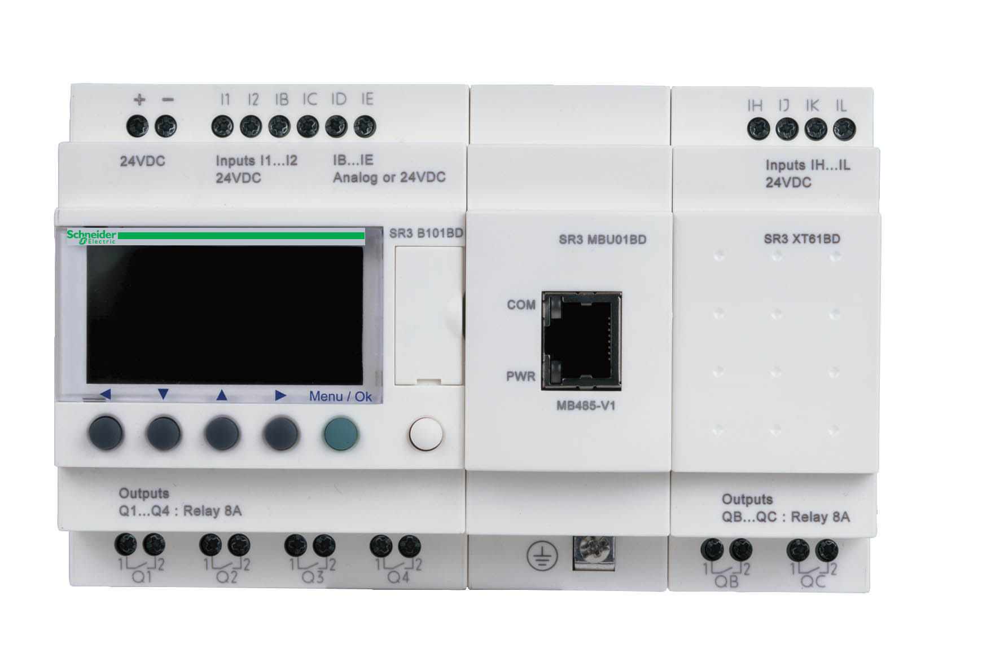 + − I1 I2 IB IC ID IE
24VDC
Inputs I1...I2
24VDC
IB...IE
Analog or 24VDC
IH IJ IK IL
Inputs IH...IL
24VDC
Schneider
Electric
SR3 B101BD
SR3 MBU01BD
SR3 XT61BD
COM
PWR
MB485-V1
Menu / Ok
Outputs
Q1...Q4 : Relay 8A
Outputs
QB...QC : Relay 8A
1 2 1 2 1 2 1 2
Q1 Q2 Q3 Q4
1 2 1 2
QB QC